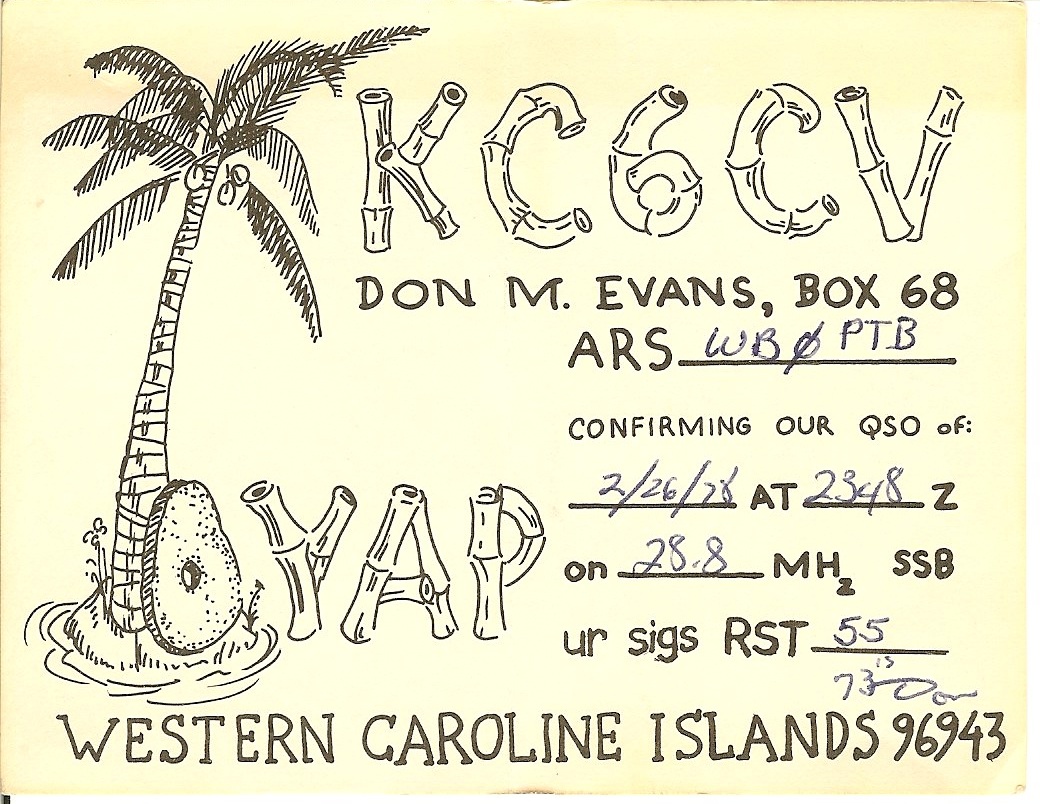 KC6CV
DON M. EVANS, BOX 68
ARS WBØPTB
CONFIRMING OUR QSO of:
2/26/78 AT 2348 Z
on 28.8 MHz SSB
ur sigs RST 55
73's Don
YAP
WESTERN CAROLINE ISLANDS 96943